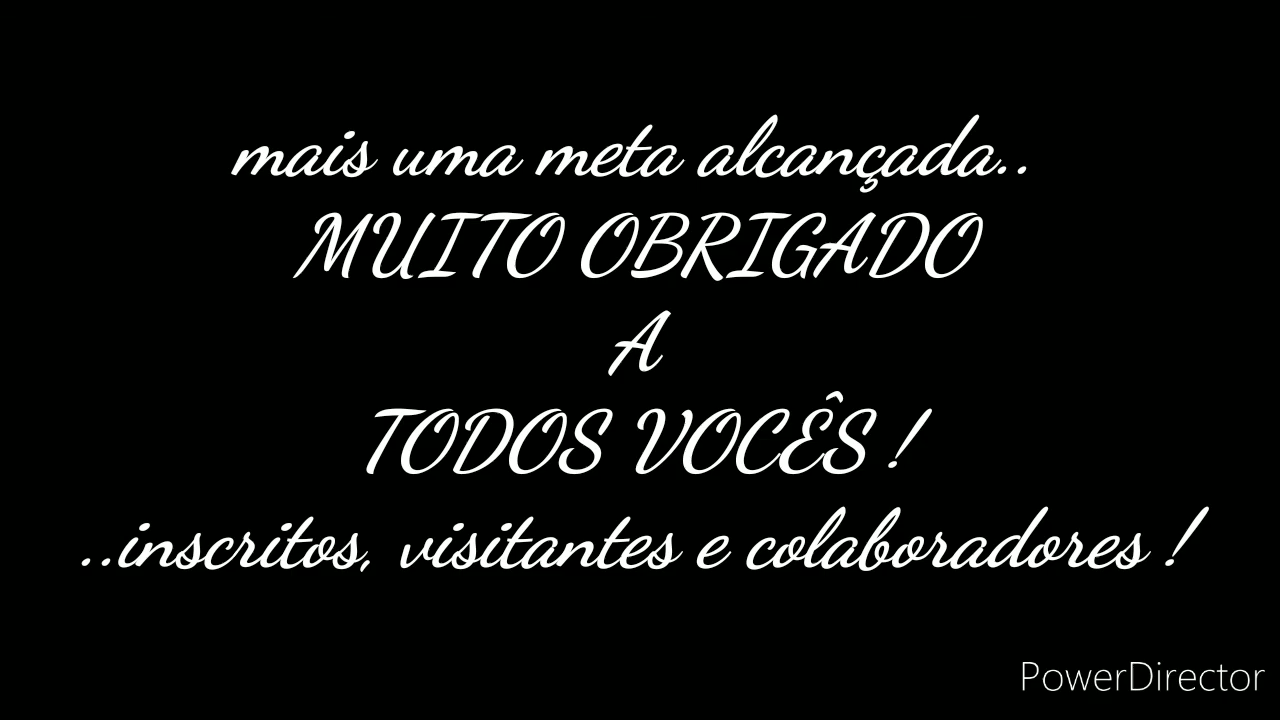 mais uma meta alcançada..
MUITO OBRIGADO
A
TODOS VOCÊS !
..inscritos, visitantes e colaboradores !
PowerDirector